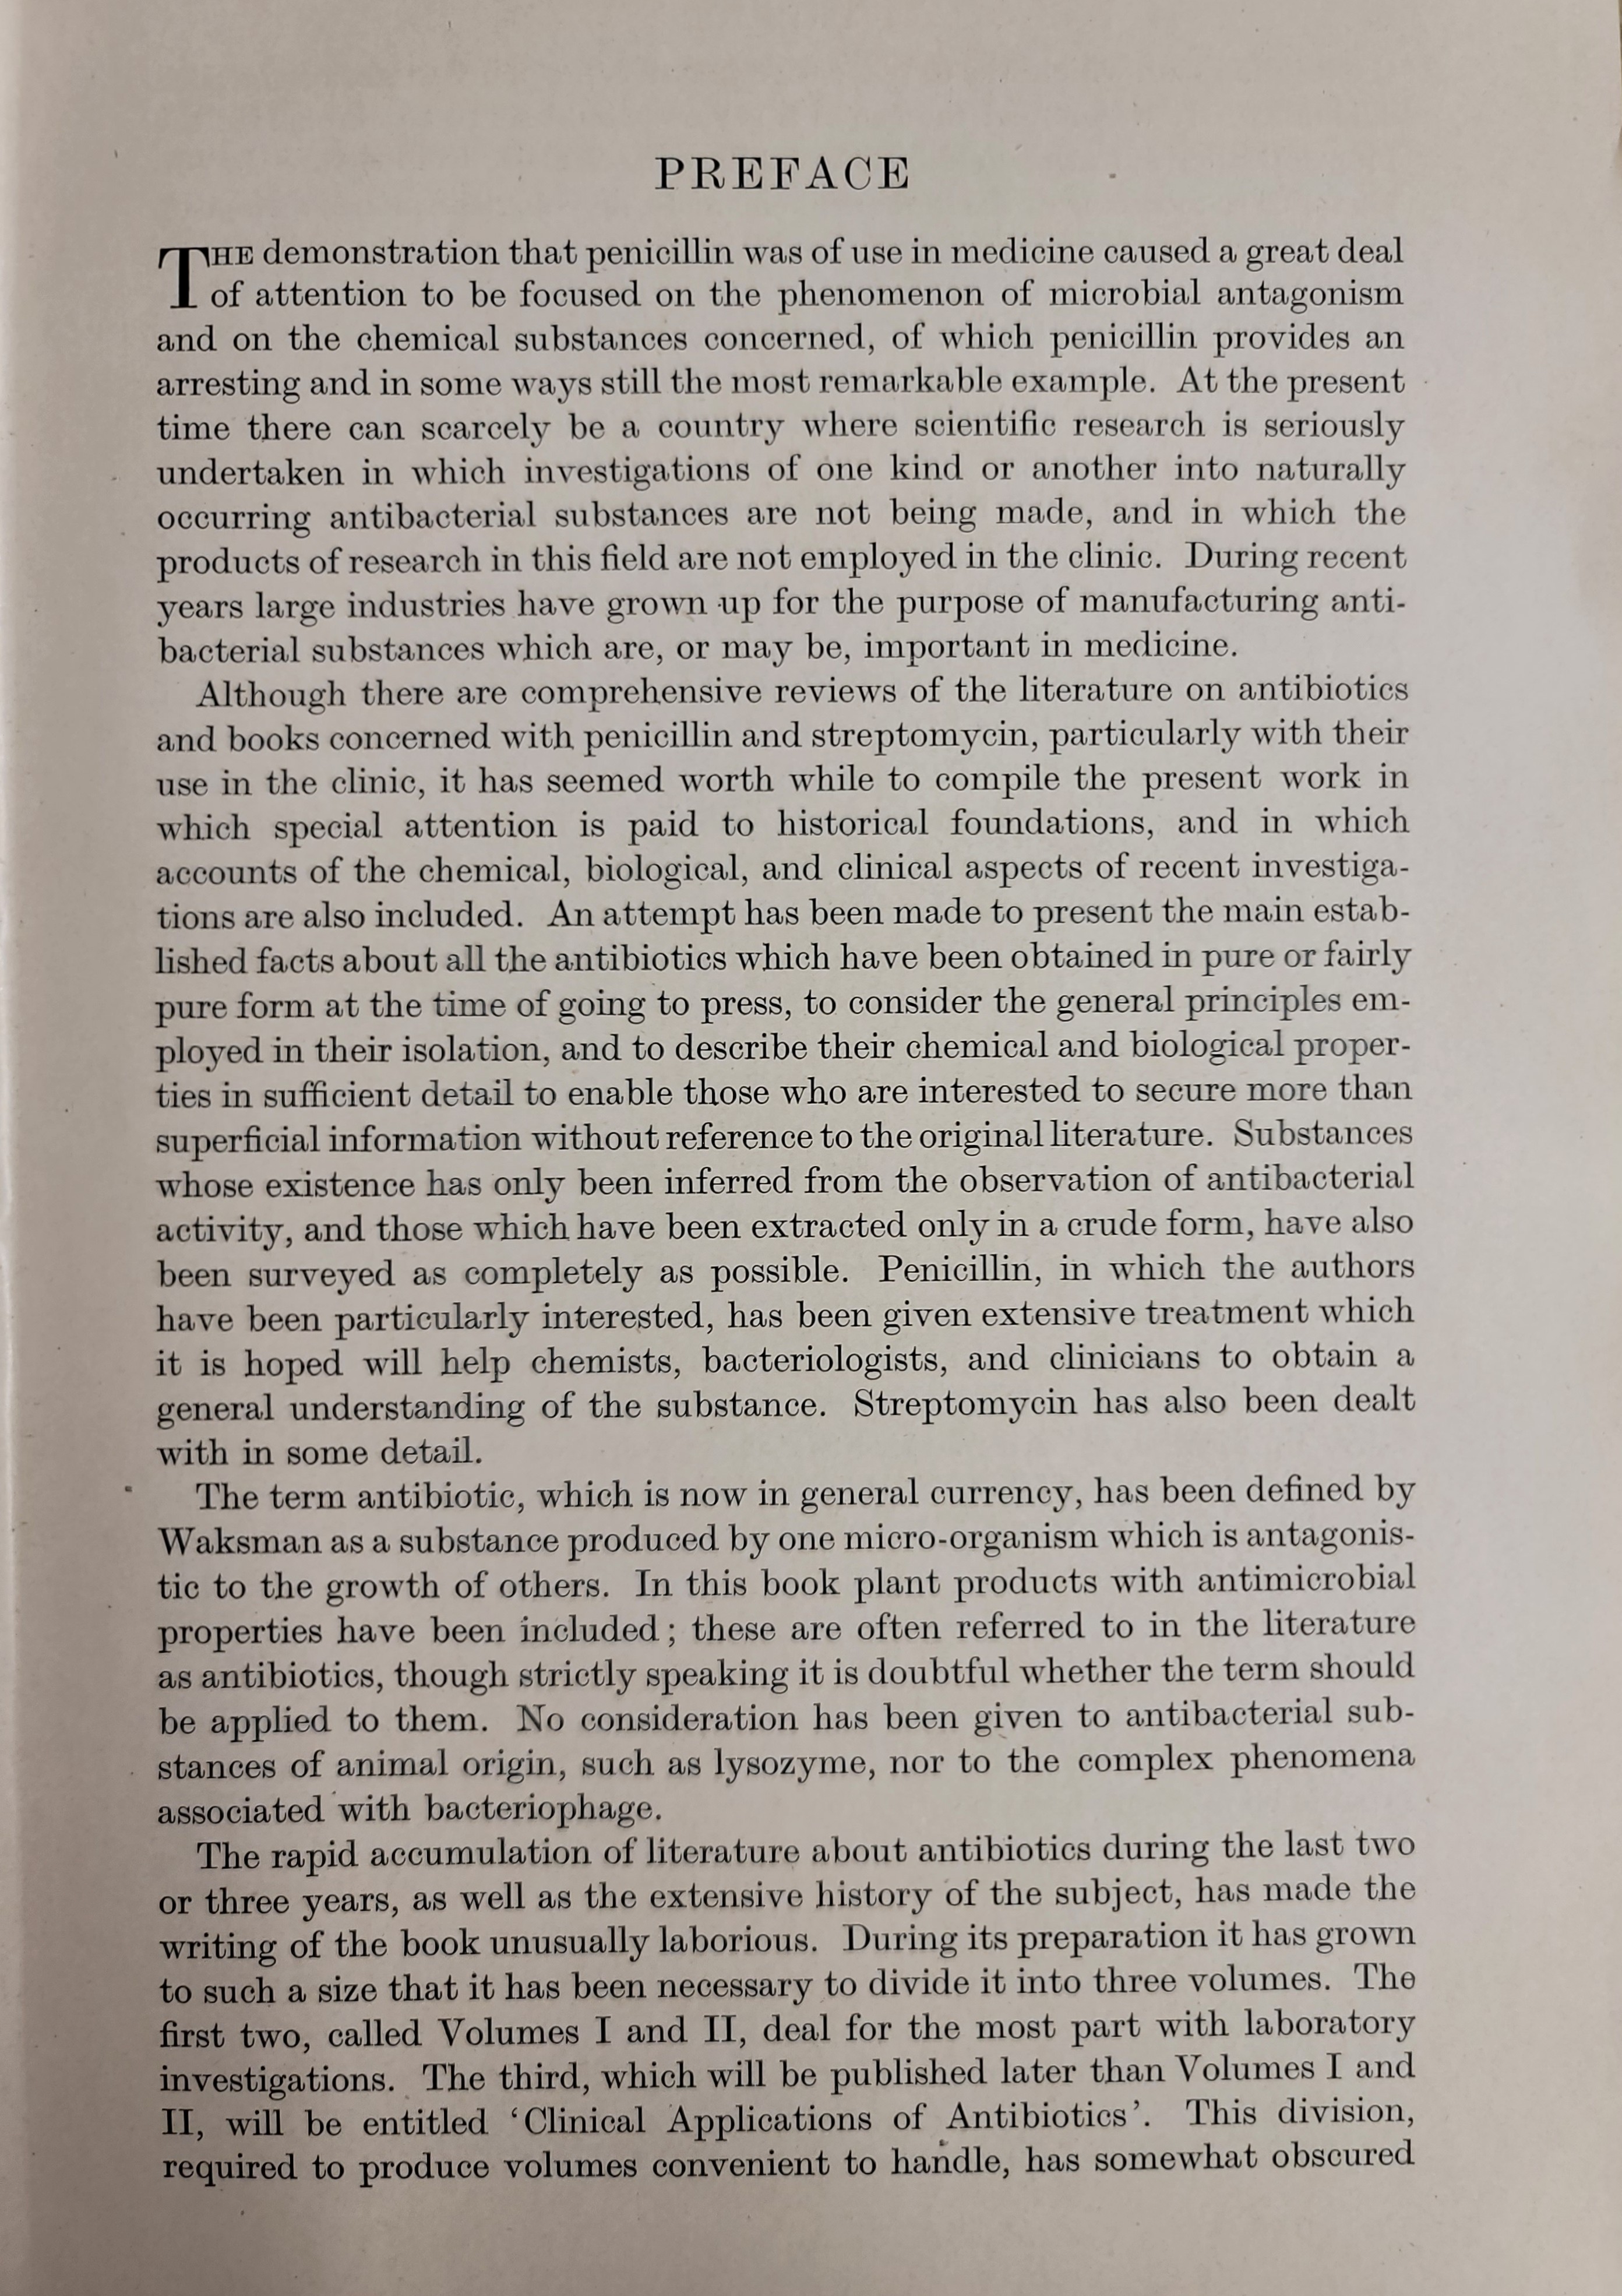 PREFACE
THE demonstration that penicillin was of use in medicine caused a great deal
of attention to be focused on the phenomenon of microbial antagonism
and on the chemical substances concerned, of which penicillin provides an
arresting and in some ways still the most remarkable example. At the present
time there can scarcely be a country where scientific research is seriously
undertaken in which investigations of one kind or another into naturally
occurring antibacterial substances are not being made, and in which the
products of research in this field are not employed in the clinic. During recent
years large industries have grown up for the purpose of manufacturing anti-
bacterial substances which are, or may be, important in medicine.
Although there are comprehensive reviews of the literature on antibiotics
and books concerned with penicillin and streptomycin, particularly with their
use in the clinic, it has seemed worth while to compile the present work in
which special attention is paid to historical foundations, and in which
accounts of the chemical, biological, and clinical aspects of recent investiga-
tions are also included. An attempt has been made to present the main estab-
lished facts about all the antibiotics which have been obtained in pure or fairly
pure form at the time of going to press, to consider the general principles em-
ployed in their isolation, and to describe their chemical and biological proper-
ties in sufficient detail to enable those who are interested to secure more than
superficial information without reference to the original literature. Substances
whose existence has only been inferred from the observation of antibacterial
activity, and those which have been extracted only in a crude form, have also
been surveyed as completely as possible. Penicillin, in which the authors
have been particularly interested, has been given extensive treatment which
it is hoped will help chemists, bacteriologists, and clinicians to obtain a
general understanding of the substance. Streptomycin has also been dealt
with in some detail.
The term antibiotic, which is now in general currency, has been defined by
Waksman as a substance produced by one micro-organism which is antagonis-
tic to the growth of others. In this book plant products with antimicrobial
properties have been included; these are often referred to in the literature
as antibiotics, though strictly speaking it is doubtful whether the term should
be applied to them. No consideration has been given to antibacterial sub-
stances of animal origin, such as lysozyme, nor to the complex phenomena
associated with bacteriophage.
The rapid accumulation of literature about antibiotics during the last two
or three years, as well as the extensive history of the subject, has made the
writing of the book unusually laborious. During its preparation it has grown
to such a size that it has been necessary to divide it into three volumes. The
first two, called Volumes I and II, deal for the most part with laboratory
investigations. The third, which will be published later than Volumes I and
II, will be entitled ‘Clinical Applications of Antibiotics’. This division,
required to produce volumes convenient to handle, has somewhat obscured